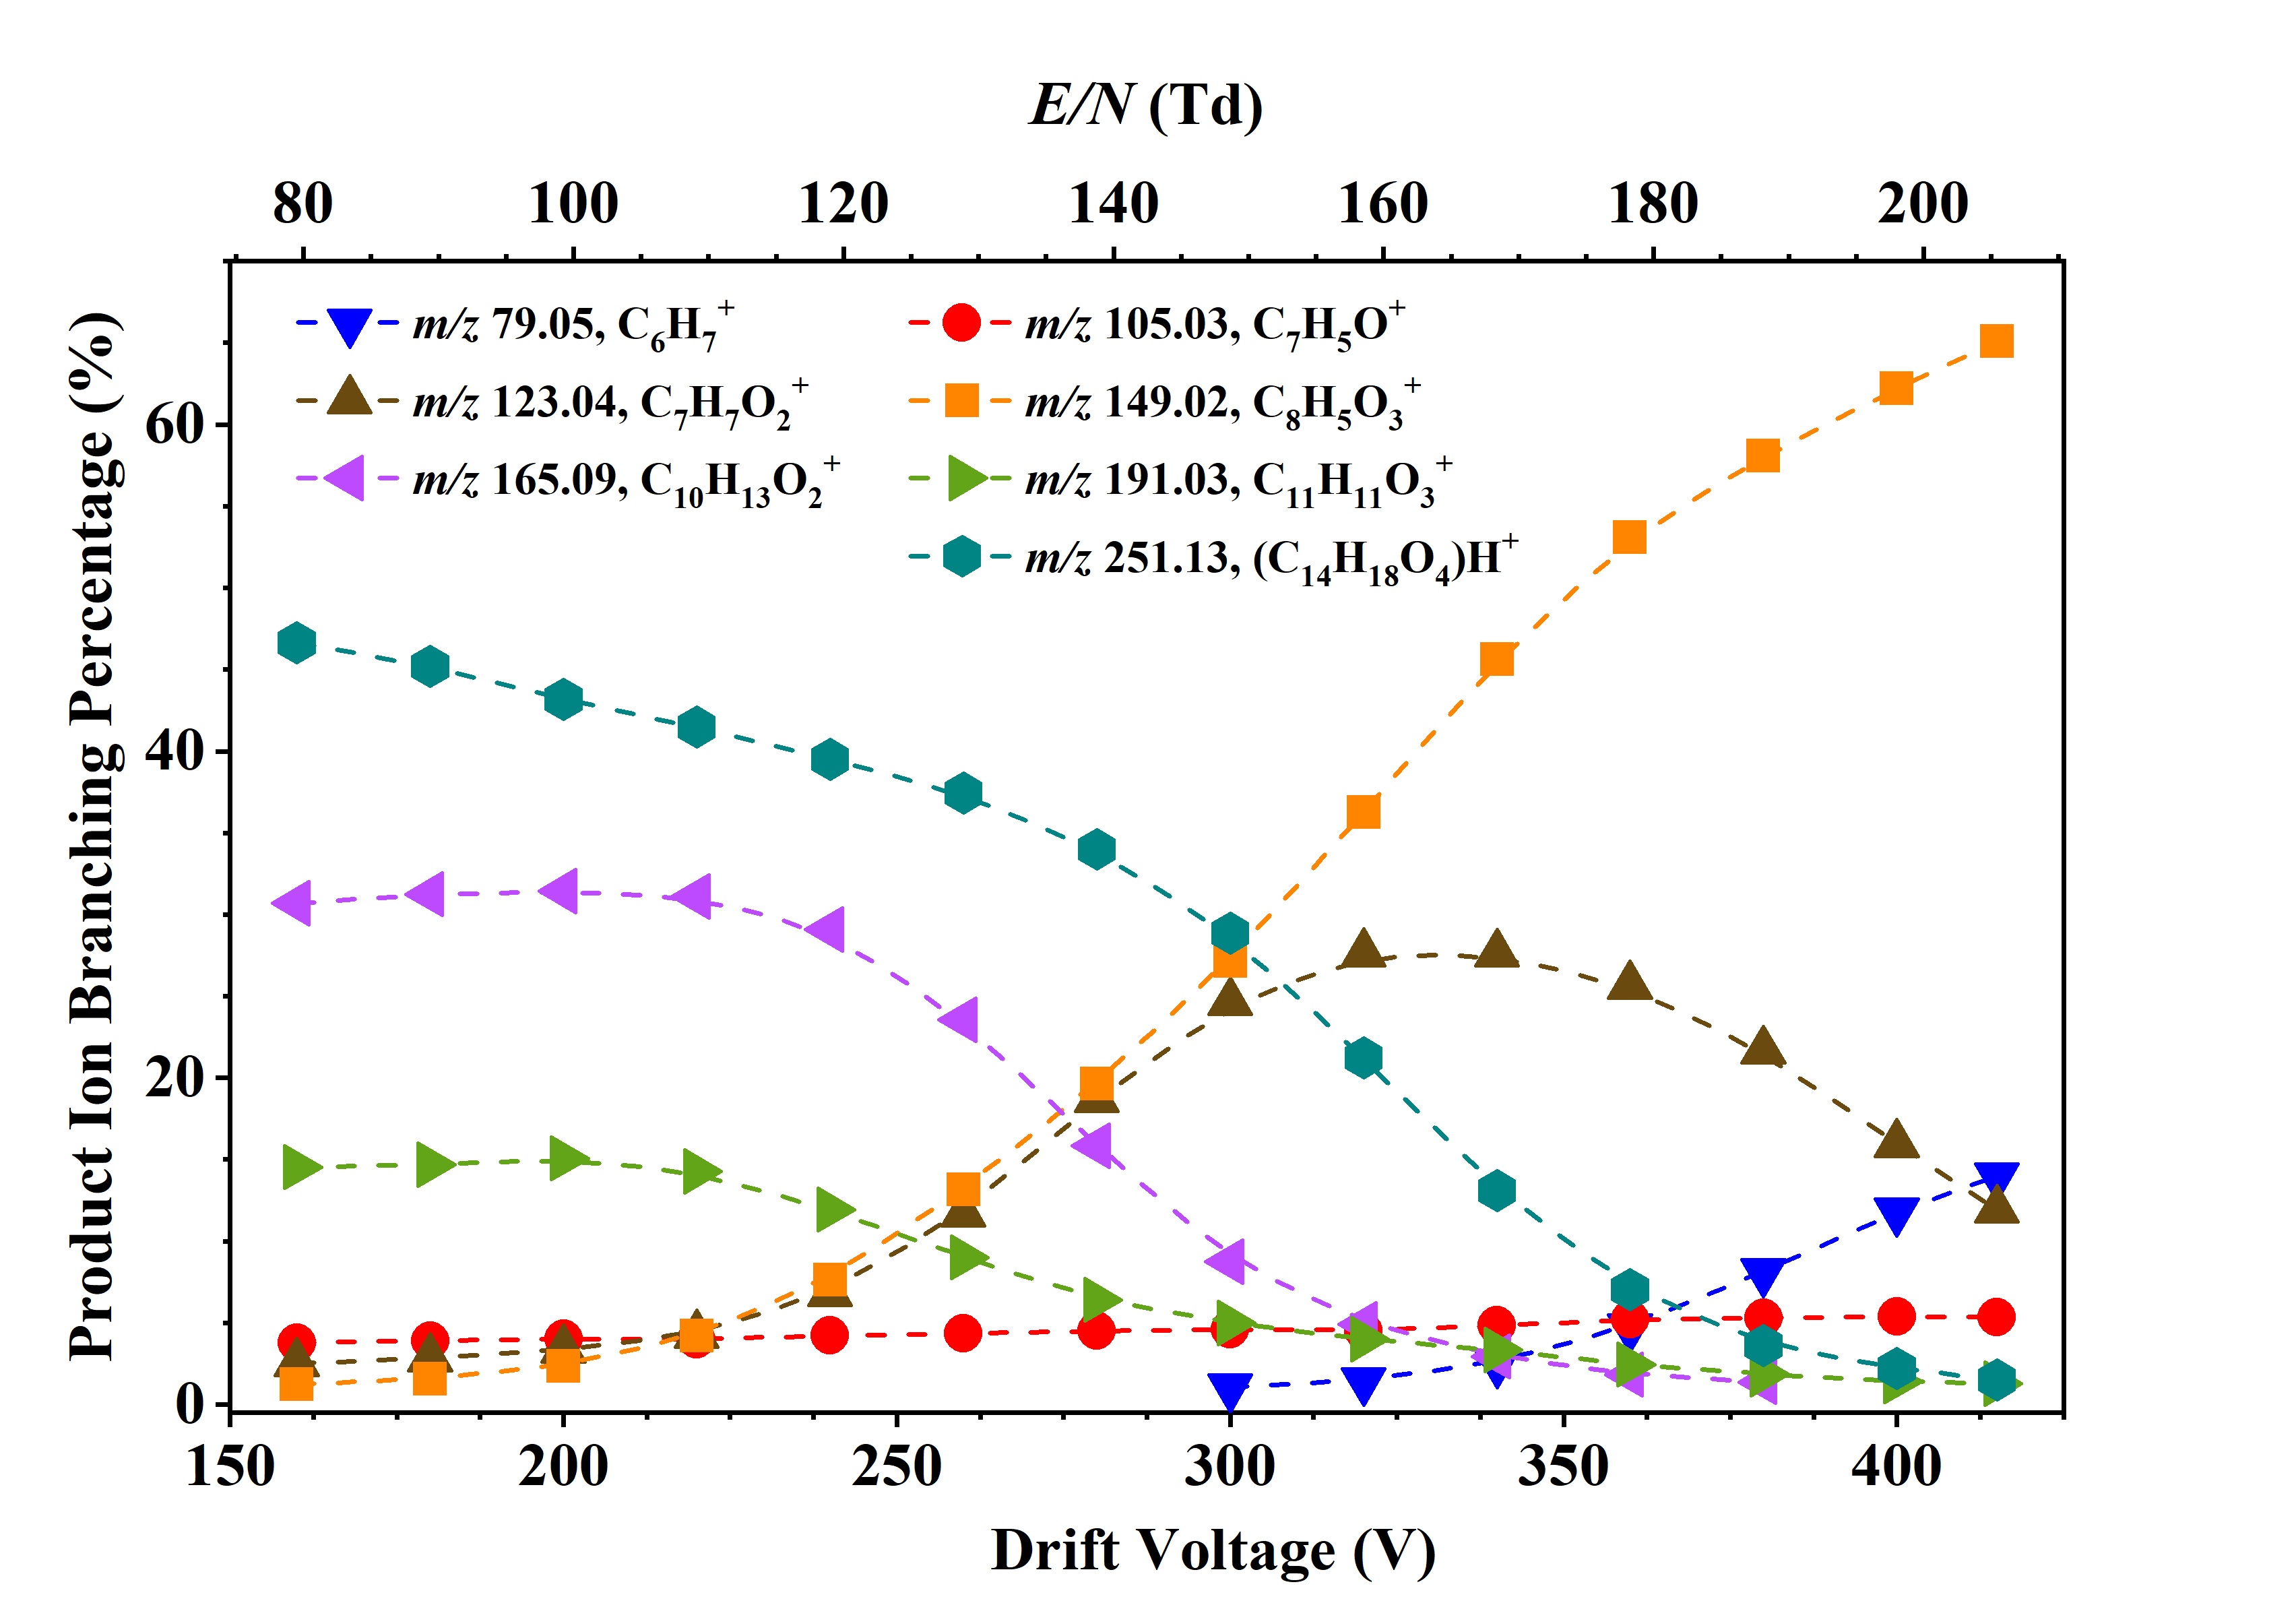 E/N (Td)
80 100 120 140 160 180 200
m/z 79.05, C₆H₇⁺ m/z 105.03, C₇H₅O⁺
m/z 123.04, C₇H₇O₂⁺ m/z 149.02, C₈H₅O₃⁺
m/z 165.09, C₁₀H₁₃O₂⁺ m/z 191.03, C₁₁H₁₁O₃⁺
m/z 251.13, (C₁₄H₁₈O₄)H⁺
Product Ion Branching Percentage (%)
60
40
20
0
150 200 250 300 350 400
Drift Voltage (V)